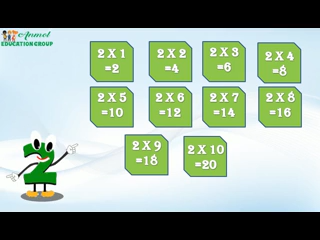 Anmol
EDUCATION GROUP
2 X 1
=2
2 X 2
=4
2 X 3
=6
2 X 4
=8
2 X 5
=10
2 X 6
=12
2 X 7
=14
2 X 8
=16
2 X 9
=18
2 X 10
=20
2